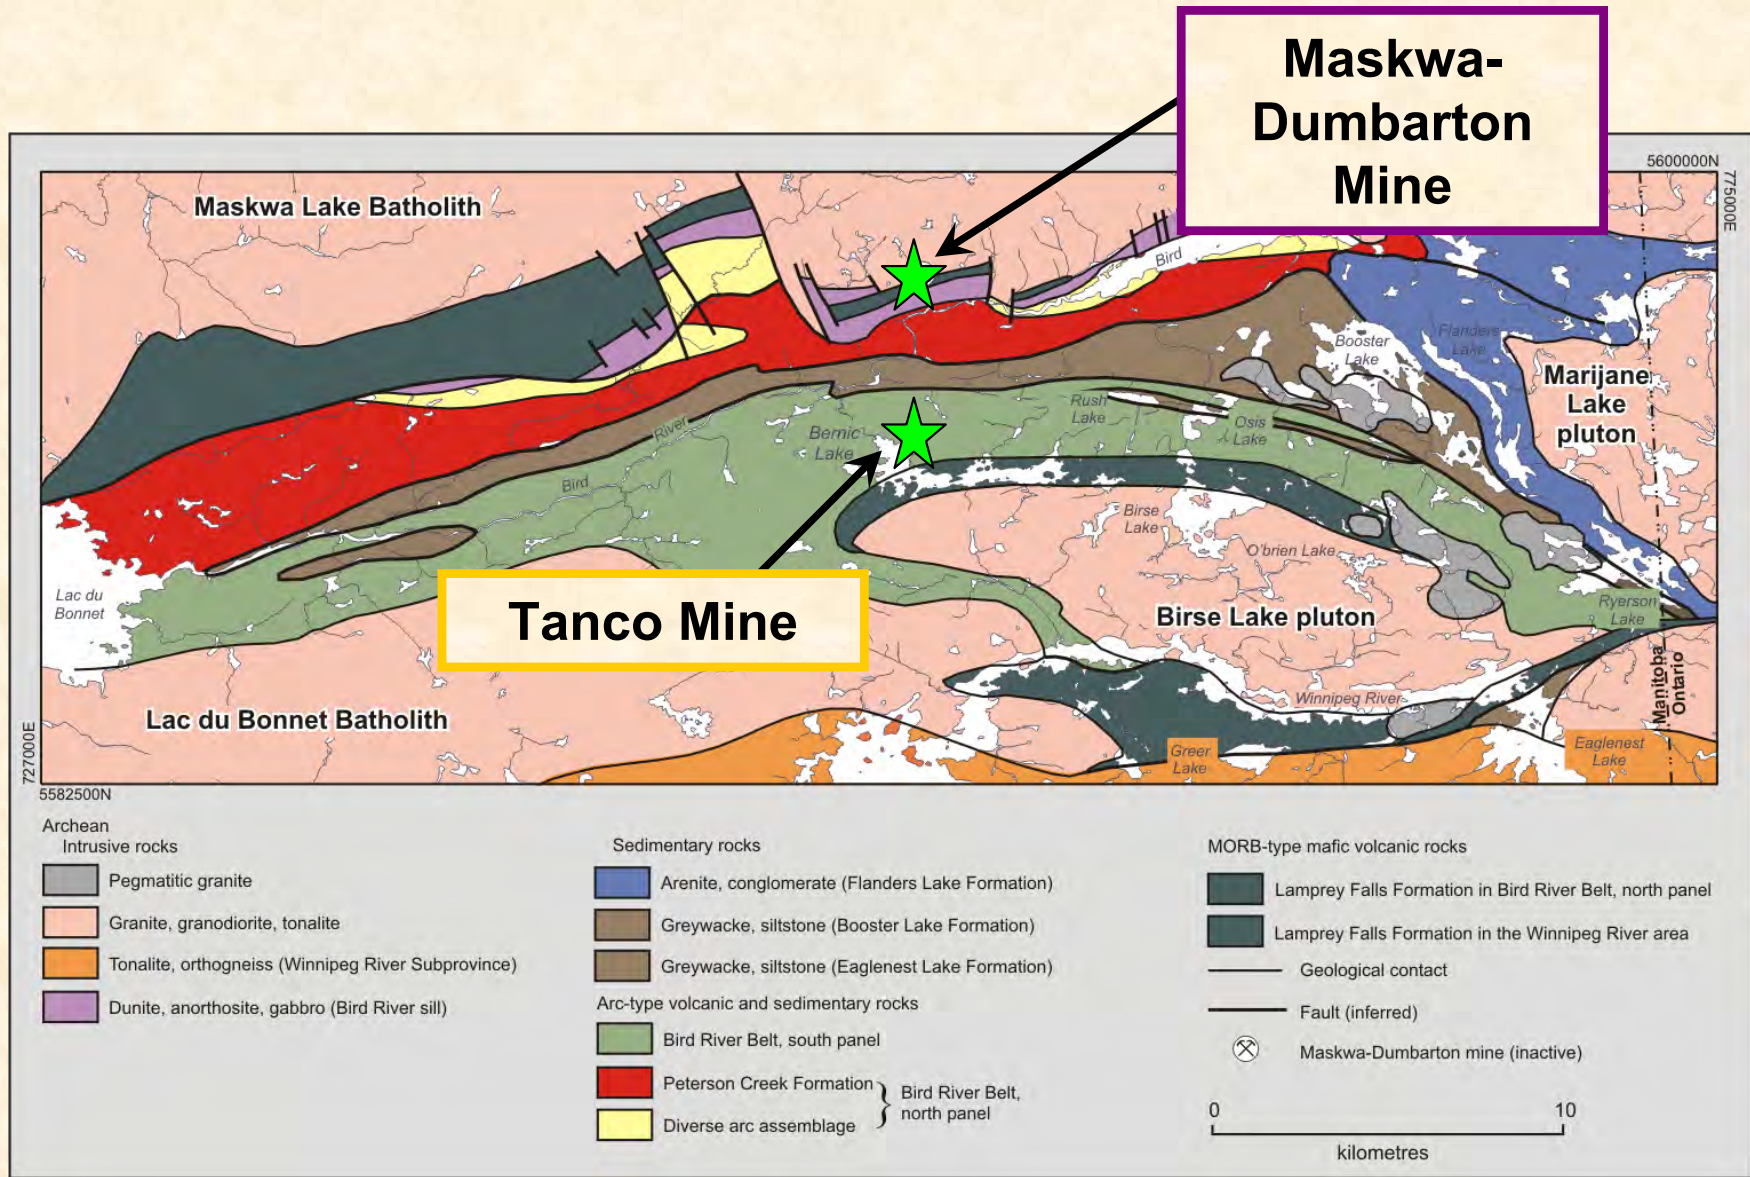 Maskwa-
Dumbarton
Mine
5600000N
775000E
Maskwa Lake Batholith
Bird
Booster
Lake
Flanders
Lake
Marijane
Lake
pluton
Rush
Lake
Osis
Lake
River
Bernic
Lake
Bird
Birse
Lake
O'brien Lake
Lac du
Bonnet
Tanco Mine
Birse Lake pluton
Ryerson
Lake
Manitoba
Ontario
Winnipeg River
Lac du Bonnet Batholith
Greer
Lake
Eaglenest
Lake
727000E
5582500N
Archean
Intrusive rocks
Pegmatitic granite
Granite, granodiorite, tonalite
Tonalite, orthogneiss (Winnipeg River Subprovince)
Dunite, anorthosite, gabbro (Bird River sill)
Sedimentary rocks
Arenite, conglomerate (Flanders Lake Formation)
Greywacke, siltstone (Booster Lake Formation)
Greywacke, siltstone (Eaglenest Lake Formation)
Arc-type volcanic and sedimentary rocks
Bird River Belt, south panel
Peterson Creek Formation
Diverse arc assemblage
Bird River Belt,
north panel
MORB-type mafic volcanic rocks
Lamprey Falls Formation in Bird River Belt, north panel
Lamprey Falls Formation in the Winnipeg River area
Geological contact
Fault (inferred)
Maskwa-Dumbarton mine (inactive)
0 10
kilometres